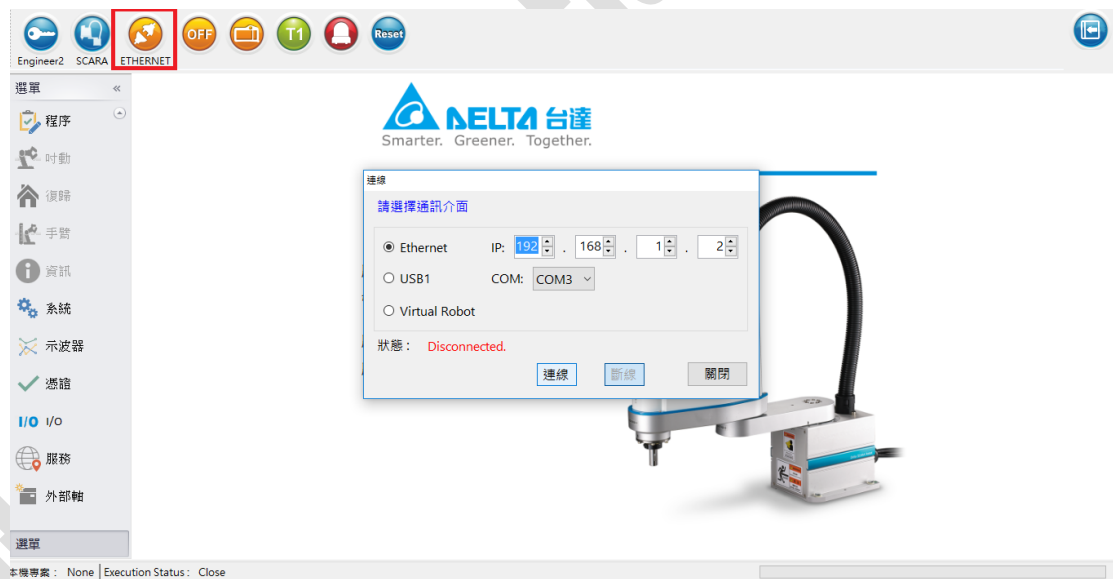 OFF
T1
Reset
Engineer2 SCARA ETHERNET
選單 «
程序
吋動
復歸
手臂
資訊
系統
示波器
憑證
I/O I/O
服務
外部軸
選單
DELTA 台達
Smarter. Greener. Together.
連線
請選擇通訊介面
Ethernet IP: 192 . 168 . 1 . 2
USB1 COM: COM3
Virtual Robot
狀態： Disconnected.
連線 斷線 關閉
本機專案： None Execution Status： Close